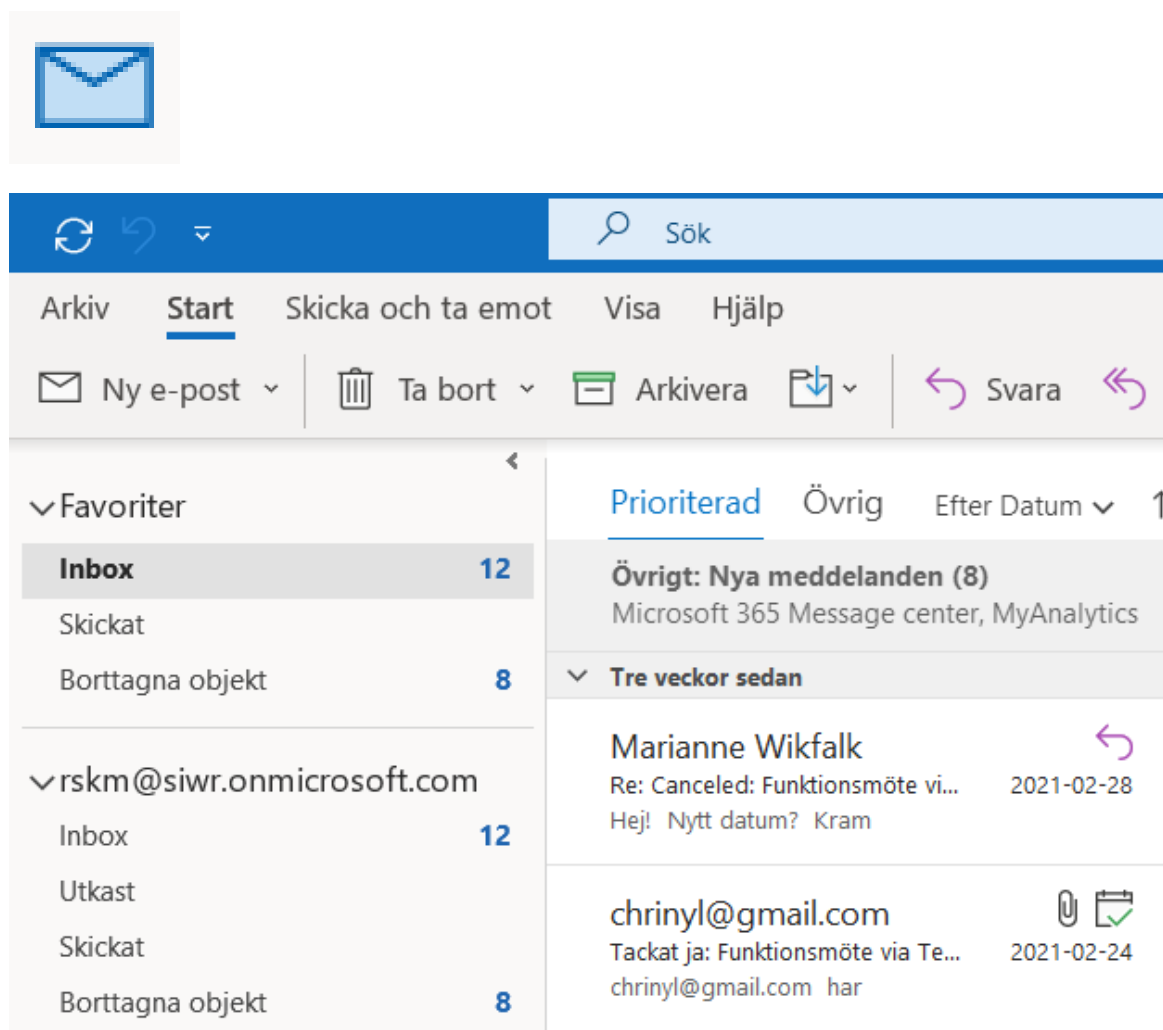 Sök
Arkiv Start Skicka och ta emot Visa Hjälp
Ny e-post Ta bort Arkivera Svara
Favoriter
Inbox 12
Skickat
Borttagna objekt 8
rskm@siwr.onmicrosoft.com
Inbox 12
Utkast
Skickat
Borttagna objekt 8
Prioriterad Övrig Efter Datum
Övrigt: Nya meddelanden (8)
Microsoft 365 Message center, MyAnalytics
Tre veckor sedan
Marianne Wikfalk
Re: Canceled: Funktionsmöte vi... 2021-02-28
Hej! Nytt datum? Kram
chrinyl@gmail.com
Tackat ja: Funktionsmöte via Te... 2021-02-24
chrinyl@gmail.com har